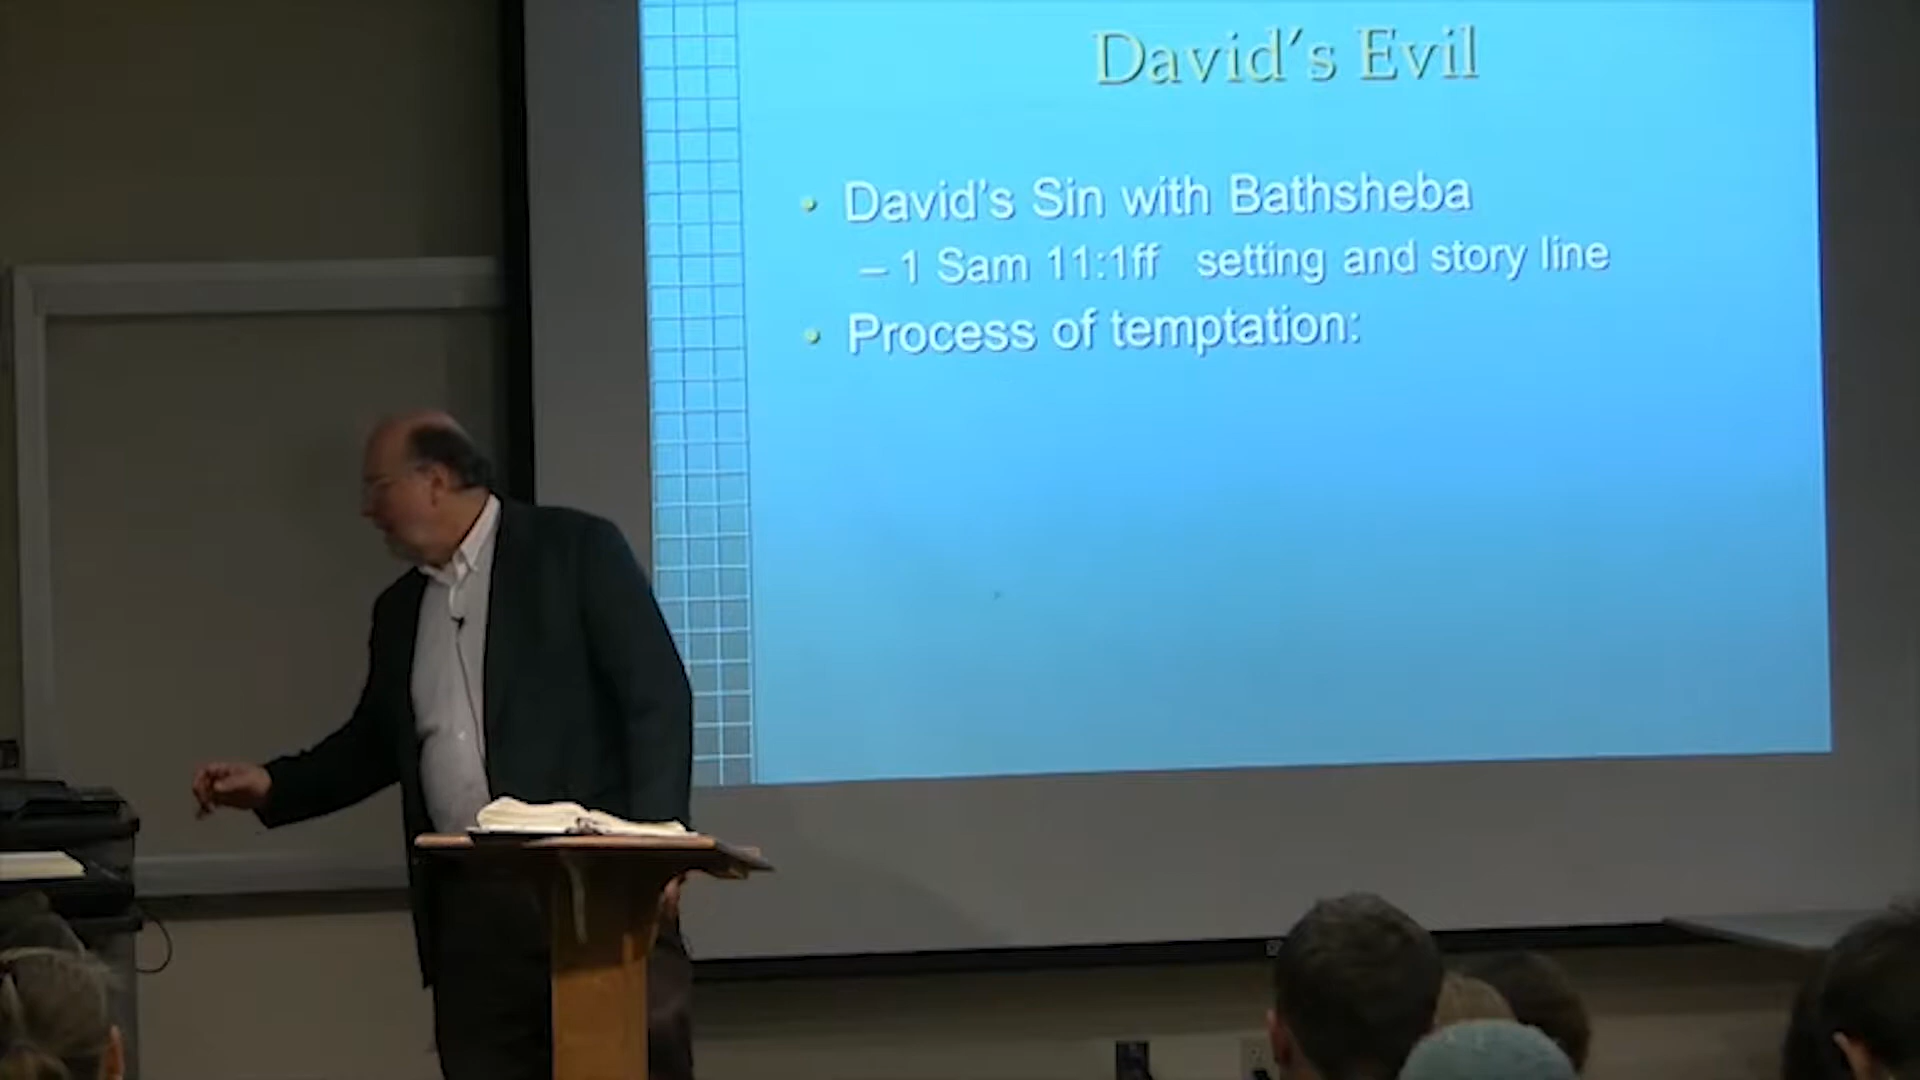 David's Evil
• David's Sin with Bathsheba
– 1 Sam 11:1ff setting and story line
• Process of temptation: